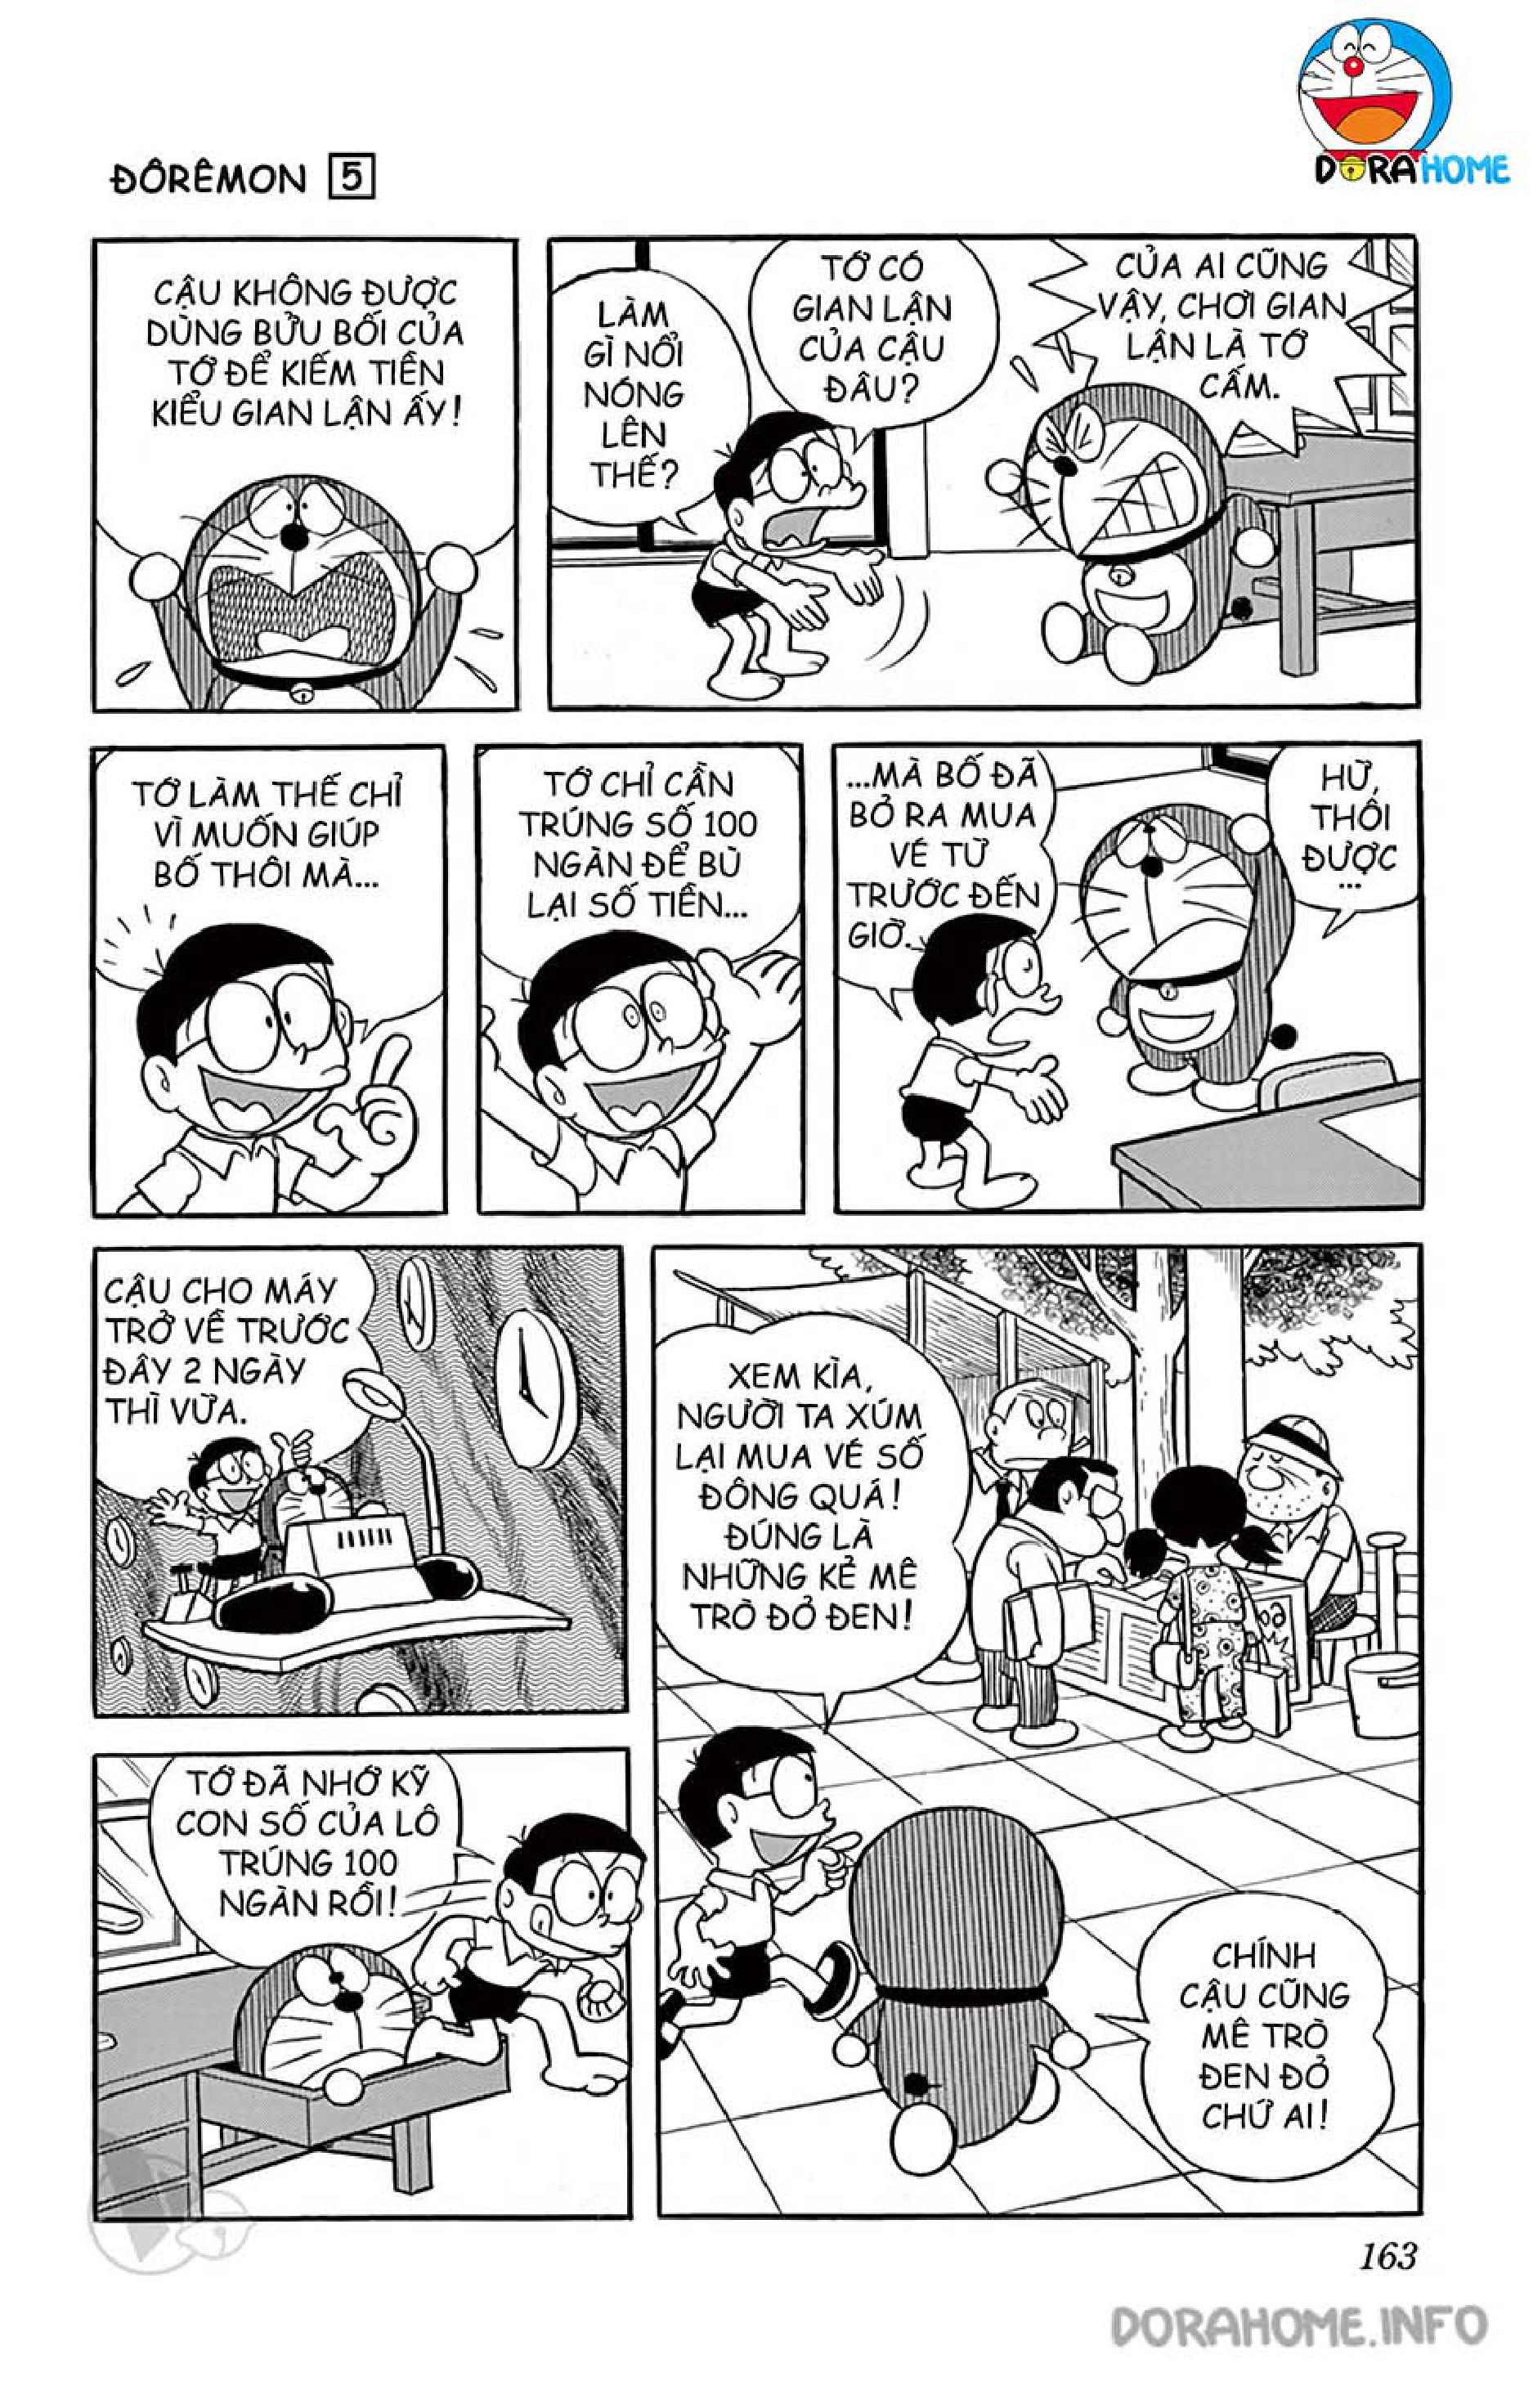 DORAHOME
ĐÔRÊMON 5
CẬU KHÔNG ĐƯỢC
DÙNG BỬU BỐI CỦA
TỚ ĐỂ KIẾM TIỀN
KIỂU GIAN LẬN ẤY!
LÀM
GÌ NỔI
NÓNG
LÊN
THẾ?
TỚ CÓ
GIAN LẬN
CỦA CẬU
ĐÂU?
CỦA AI CŨNG
VẬY, CHƠI GIAN
LẬN LÀ TỚ
CẤM.
TỚ LÀM THẾ CHỈ
VÌ MUỐN GIÚP
BỐ THÔI MÀ...
TỚ CHỈ CẦN
TRÚNG SỐ 100
NGÀN ĐỂ BÙ
LẠI SỐ TIỀN...
...MÀ BỐ ĐÃ
BỎ RA MUA
VÉ TỪ
TRƯỚC ĐẾN
GIỜ.
HỪ,
THÔI
ĐƯỢC
...
CẬU CHO MÁY
TRỞ VỀ TRƯỚC
ĐÂY 2 NGÀY
THÌ VỪA.
XEM KÌA,
NGƯỜI TA XÚM
LẠI MUA VÉ SỐ
ĐÔNG QUÁ!
ĐÚNG LÀ
NHỮNG KẺ MÊ
TRÒ ĐỎ ĐEN!
TỚ ĐÃ NHỚ KỸ
CON SỐ CỦA LÔ
TRÚNG 100
NGÀN RỒI!
CHÍNH
CẬU CŨNG
MÊ TRÒ
ĐEN ĐỎ
CHỨ AI!
163
DORAHOME.INFO